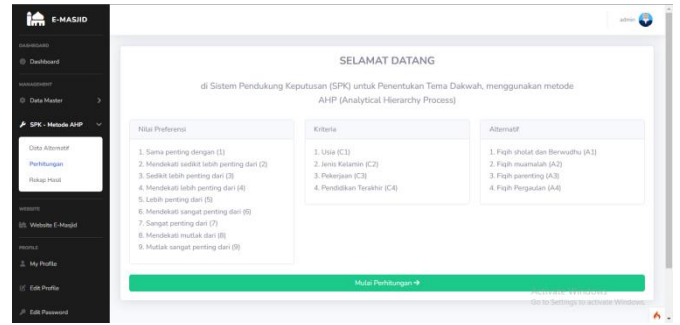 E-MASJID
admin
DASHBOARD
Dashboard
MANAGEMENT
Data Master
SPK - Metode AHP
Data Alternatif
Perhitungan
Rekap Hasil
WEBSITE
Website E-Masjid
PROFILE
My Profile
Edit Profile
Edit Password
SELAMAT DATANG
di Sistem Pendukung Keputusan (SPK) untuk Penentukan Tema Dakwah, menggunakan metode
AHP (Analytical Hierarchy Process)
Nilai Preferensi
1. Sama penting dengan (1)
2. Mendekati sedikit lebih penting dari (2)
3. Sedikit lebih penting dari (3)
4. Mendekati lebih penting dari (4)
5. Lebih penting dari (5)
6. Mendekati sangat penting dari (6)
7. Sangat penting dari (7)
8. Mendekati mutlak dari (8)
9. Mutlak sangat penting dari (9)
Kriteria
1. Usia (C1)
2. Jenis Kelamin (C2)
3. Pekerjaan (C3)
4. Pendidikan Terakhir (C4)
Alternatif
1. Fiqih sholat dan Berwudhu (A1)
2. Fiqih muamalah (A2)
3. Fiqih parenting (A3)
4. Fiqih Pergaulan (A4)
Mulai Perhitungan →
Activate Windows
Go to Settings to activate Windows.